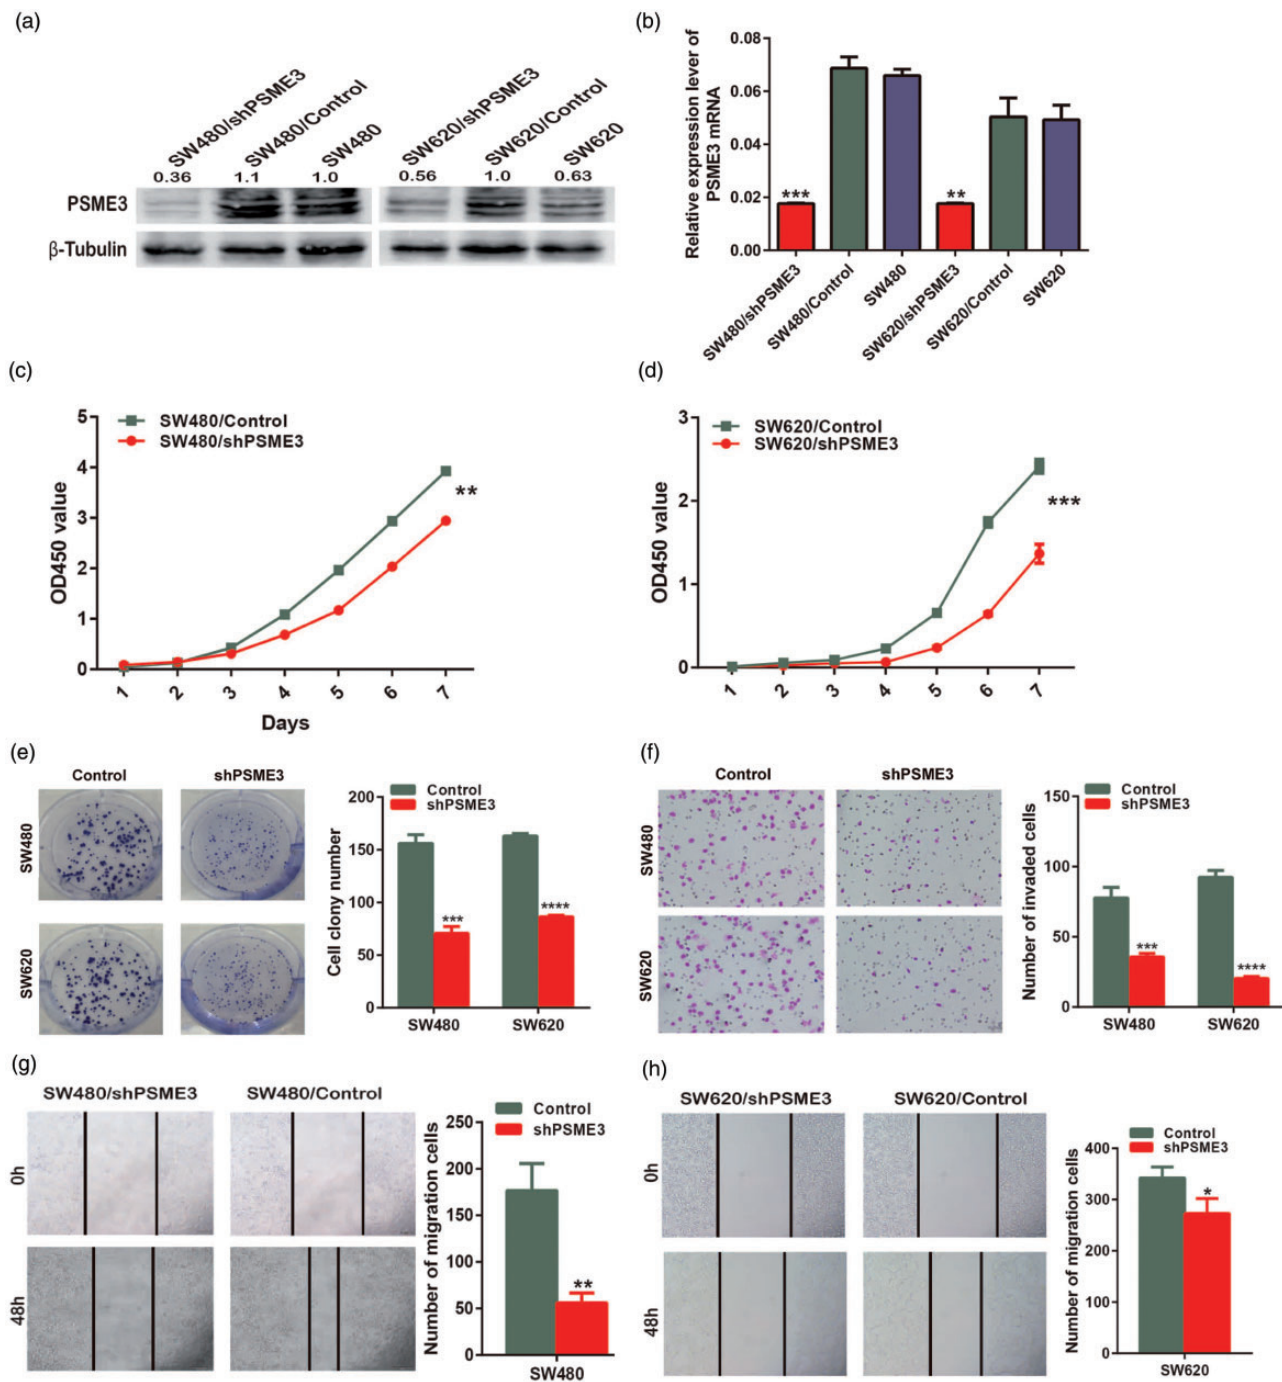 (a)
SW480/shPSME3
SW480/Control
SW480
SW620/shPSME3
SW620/Control
SW620
0.36 1.1 1.0 0.56 1.0 0.63
PSME3
β-Tubulin
(b)
Relative expression lever of
PSME3 mRNA
0.08
0.06
0.04
0.02
0.00
*** **
SW480/shPSME3
SW480/Control
SW480
SW620/shPSME3
SW620/Control
SW620
(c)
SW480/Control
SW480/shPSME3
OD450 value
5
4
3
2
1
0
**
1 2 3 4 5 6 7
Days
(d)
SW620/Control
SW620/shPSME3
OD450 value
3
2
1
0
***
1 2 3 4 5 6 7
(e)
Control shPSME3
SW480
SW620
Control
shPSME3
Cell clony number
200
150
100
50
0
*** ****
SW480 SW620
(f)
Control shPSME3
SW480
SW620
Control
shPSME3
Number of invaded cells
150
100
50
0
*** ****
SW480 SW620
(g)
SW480/shPSME3 SW480/Control
0h
48h
Control
shPSME3
Number of migration cells
250
200
150
100
50
0
**
SW480
(h)
SW620/shPSME3 SW620/Control
0h
48h
Control
shPSME3
Number of migration cells
400
300
200
100
0
*
SW620